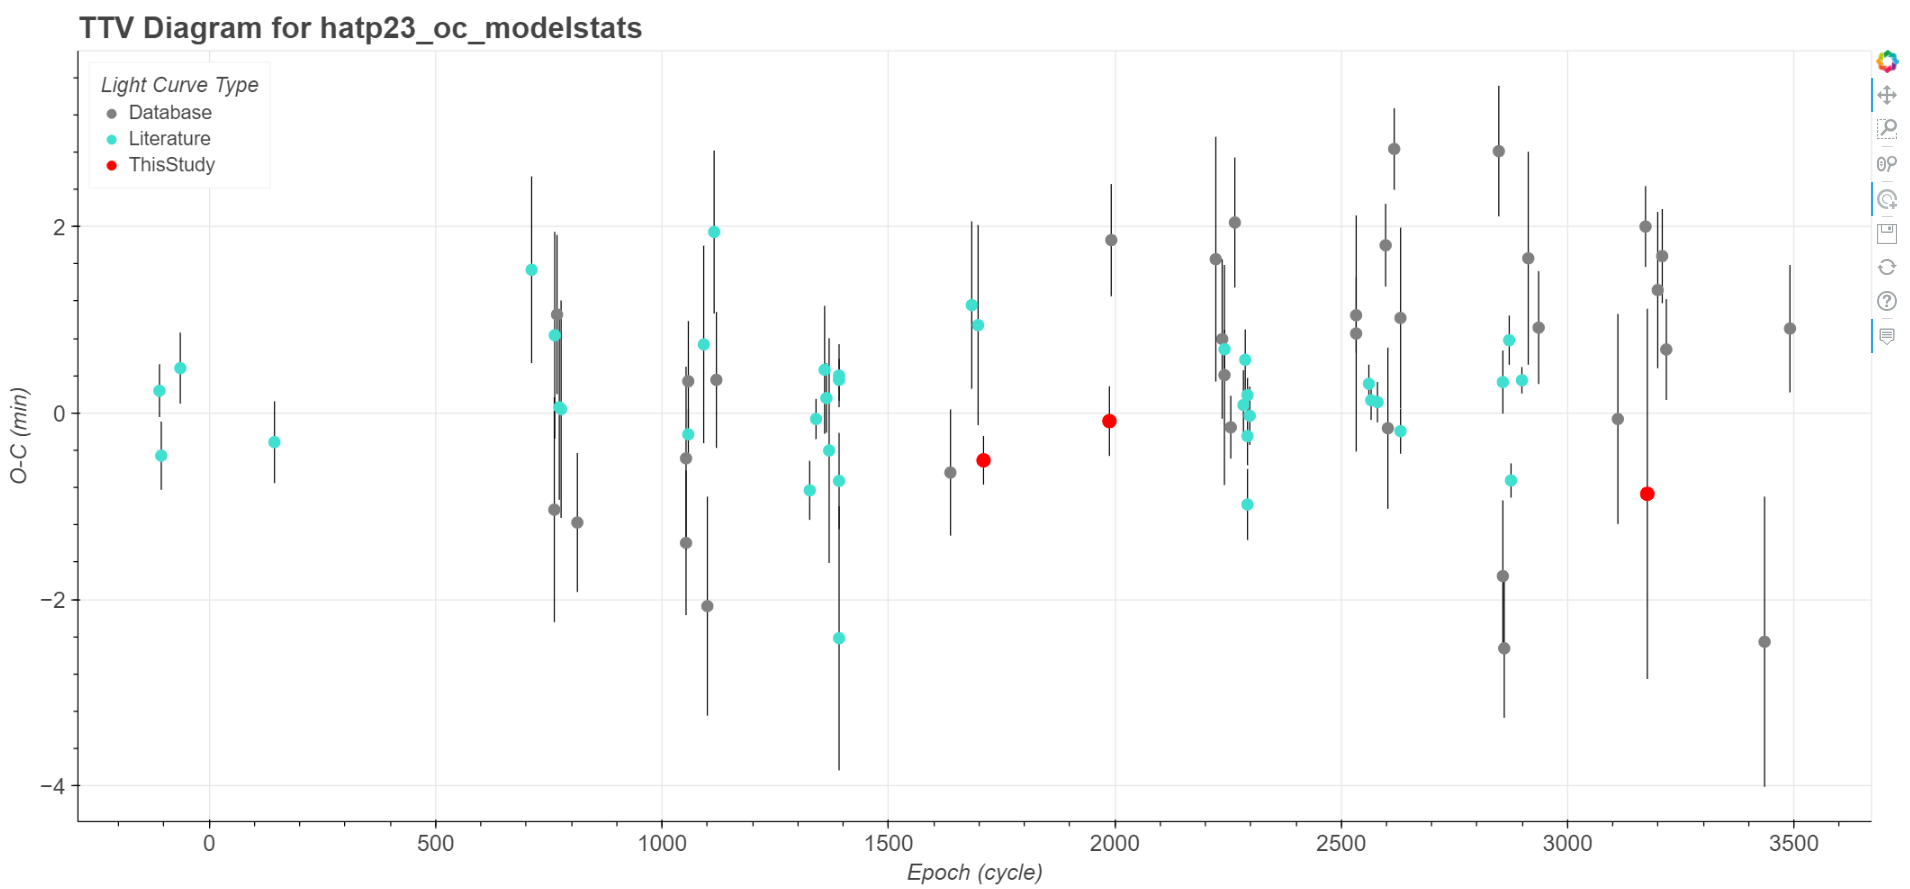 TTV Diagram for hatp23_oc_modelstats
Light Curve Type
Database
Literature
ThisStudy
O-C (min)
2
0
−2
−4
0 500 1000 1500 2000 2500 3000 3500
Epoch (cycle)